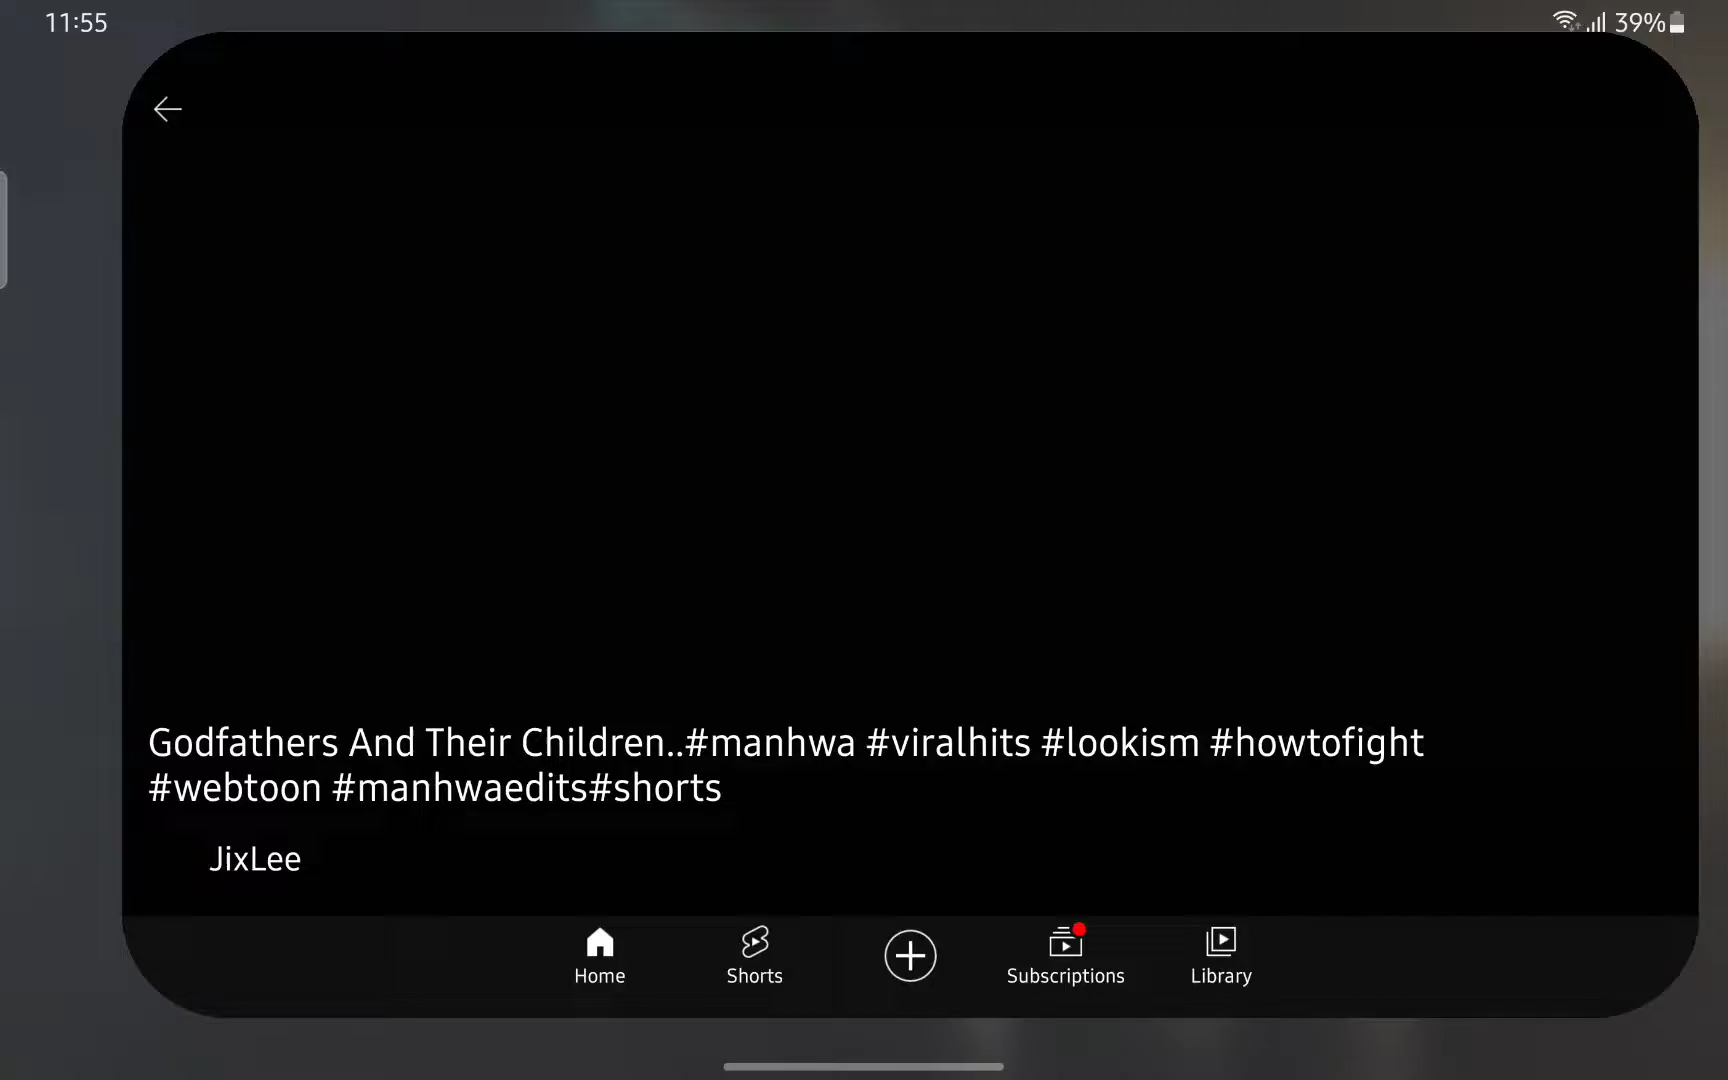 11:55
39%
Godfathers And Their Children..#manhwa #viralhits #lookism #howtofight
#webtoon #manhwaedits#shorts
JixLee
Home
Shorts
Subscriptions
Library